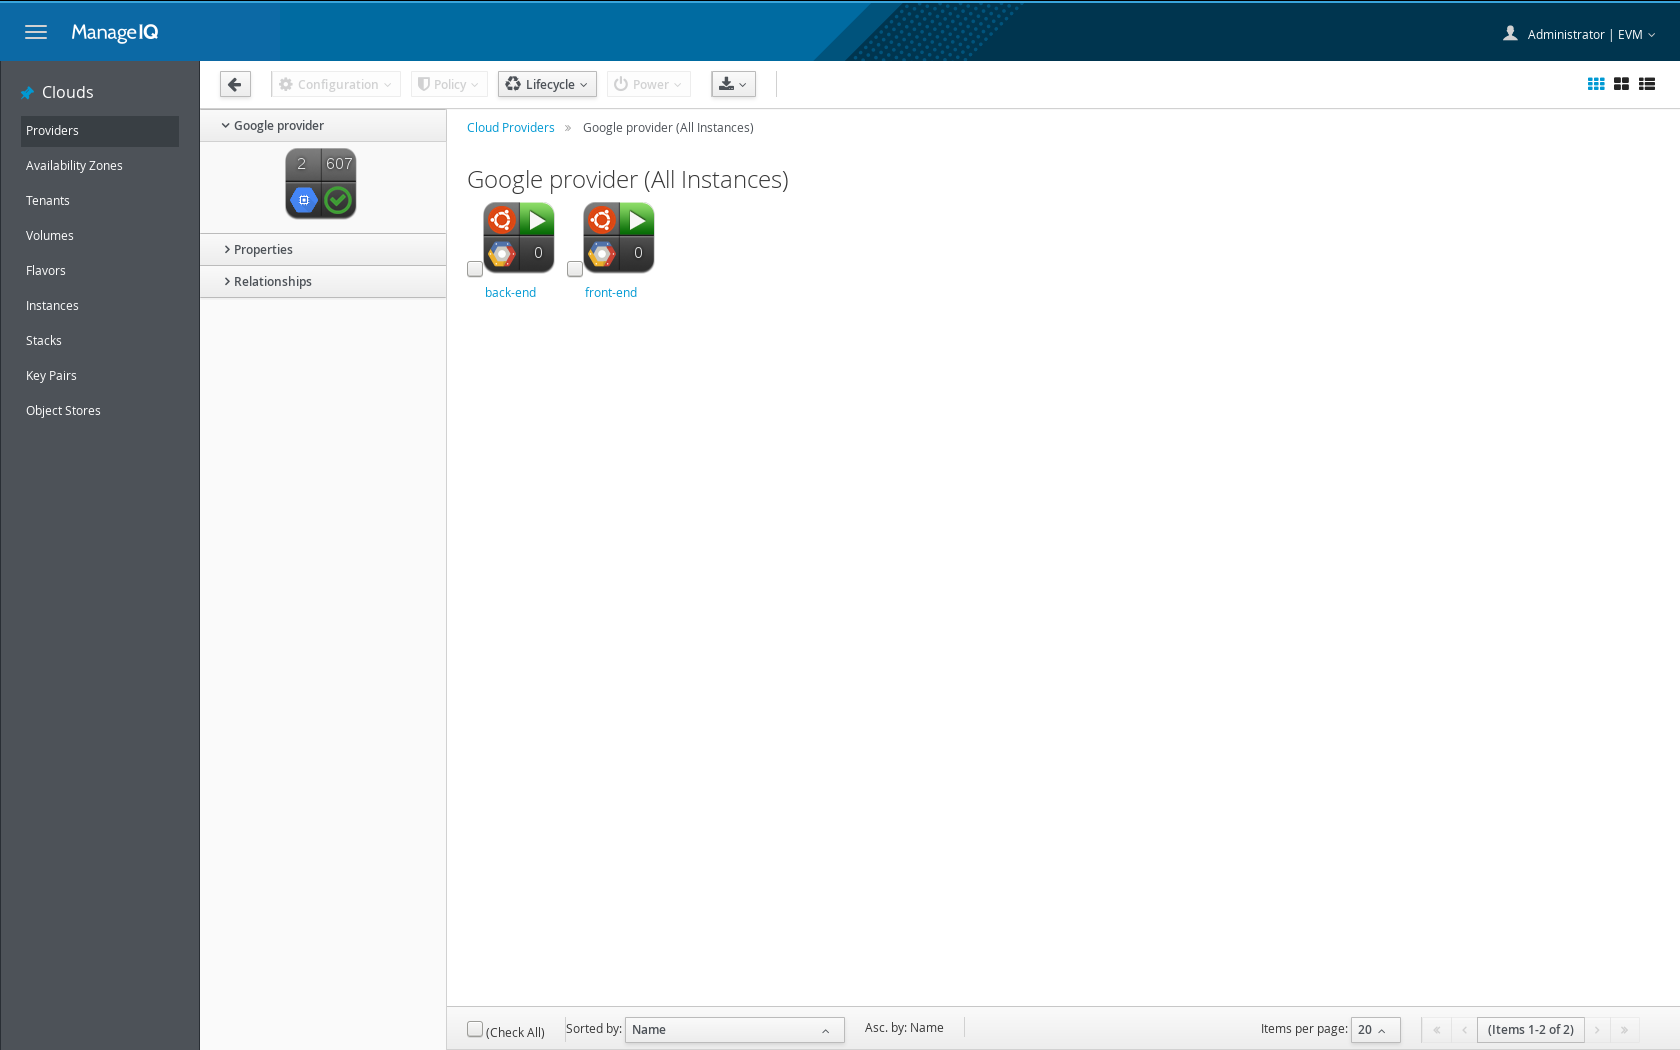 ManageIQ
Administrator | EVM
Clouds
Providers
Availability Zones
Tenants
Volumes
Flavors
Instances
Stacks
Key Pairs
Object Stores
Configuration
Policy
Lifecycle
Power
Google provider
2 607
Properties
Relationships
Cloud Providers » Google provider (All Instances)
Google provider (All Instances)
0 0
back-end front-end
(Check All) Sorted by: Name Asc. by: Name Items per page: 20 « ‹ (Items 1-2 of 2) › »